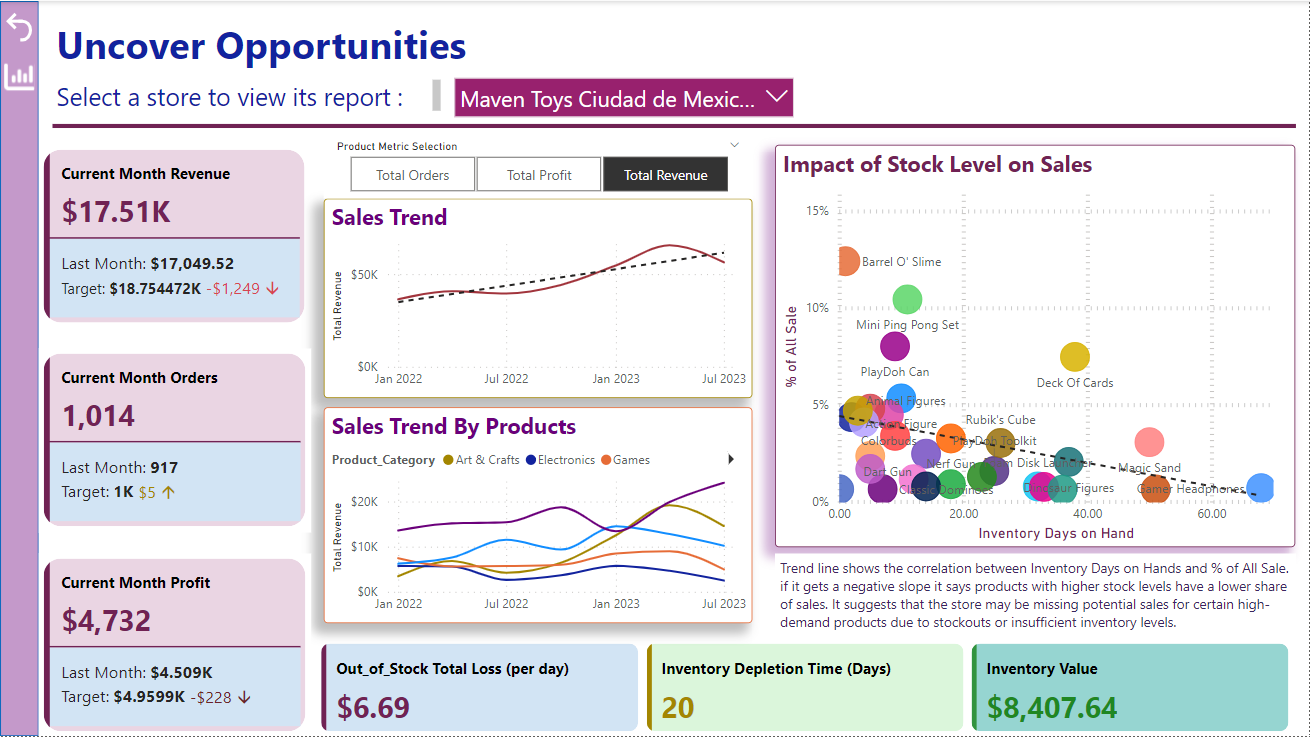 Uncover Opportunities
Select a store to view its report :
Maven Toys Ciudad de Mexic...
Current Month Revenue
$17.51K
Last Month: $17,049.52
Target: $18.754472K -$1,249
Current Month Orders
1,014
Last Month: 917
Target: 1K $5
Current Month Profit
$4,732
Last Month: $4.509K
Target: $4.9599K -$228
Product Metric Selection
Total Orders
Total Profit
Total Revenue
Sales Trend
Total Revenue
$50K
$0K
Jan 2022
Jul 2022
Jan 2023
Jul 2023
Sales Trend By Products
Product_Category
Art & Crafts
Electronics
Games
Total Revenue
$20K
$10K
$0K
Jan 2022
Jul 2022
Jan 2023
Jul 2023
Impact of Stock Level on Sales
% of All Sale
15%
10%
5%
0%
Barrel O' Slime
Mini Ping Pong Set
PlayDoh Can
Deck Of Cards
Animal Figures
Action Figure
Rubik's Cube
Colorbuds
PlayDoh Toolkit
Dart Gun
Nerf Gun
Disk Launcher
Magic Sand
Classic Dominoes
Dinosaur Figures
Gamer Headphones
0.00
20.00
40.00
60.00
Inventory Days on Hand
Trend line shows the correlation between Inventory Days on Hands and % of All Sale.
if it gets a negative slope it says products with higher stock levels have a lower share
of sales. It suggests that the store may be missing potential sales for certain high-
demand products due to stockouts or insufficient inventory levels.
Out_of_Stock Total Loss (per day)
$6.69
Inventory Depletion Time (Days)
20
Inventory Value
$8,407.64